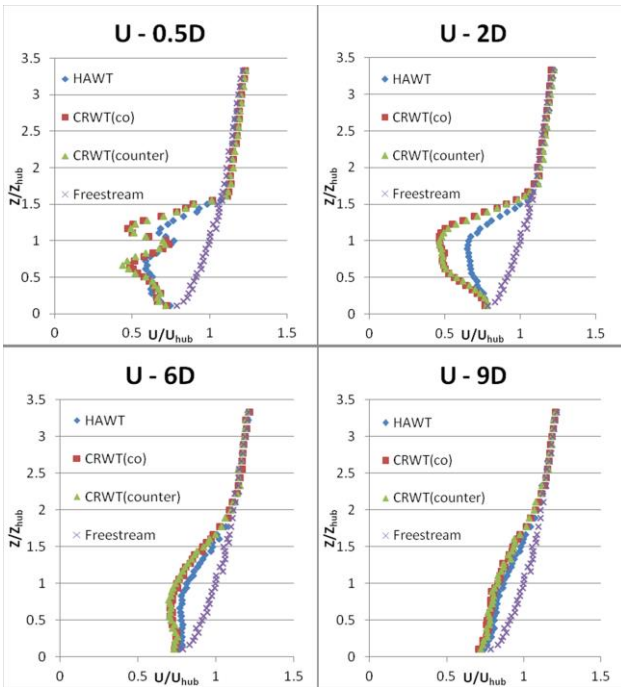 U - 0.5D
3.5
3
2.5
2
1.5
1
0.5
0
Z/Zhub
HAWT
CRWT(co)
CRWT(counter)
Freestream
0
0.5
1
1.5
U/Uhub
U - 2D
3.5
3
2.5
2
1.5
1
0.5
0
Z/Zhub
HAWT
CRWT(co)
CRWT(counter)
Freestream
0
0.5
1
1.5
U/Uhub
U - 6D
3.5
3
2.5
2
1.5
1
0.5
0
Z/Zhub
HAWT
CRWT(co)
CRWT(counter)
Freestream
0
0.5
1
1.5
U/Uhub
U - 9D
3.5
3
2.5
2
1.5
1
0.5
0
Z/Zhub
HAWT
CRWT(co)
CRWT(counter)
Freestream
0
0.5
1
1.5
U/Uhub